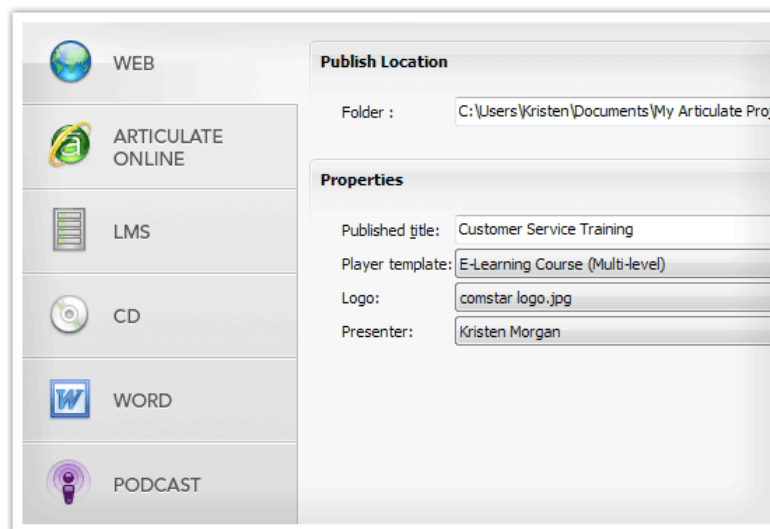 WEB
ARTICULATE
ONLINE
LMS
CD
WORD
PODCAST
Publish Location
Folder : C:\Users\Kristen\Documents\My Articulate Proj
Properties
Published title: Customer Service Training
Player template: E-Learning Course (Multi-level)
Logo: comstar logo.jpg
Presenter: Kristen Morgan